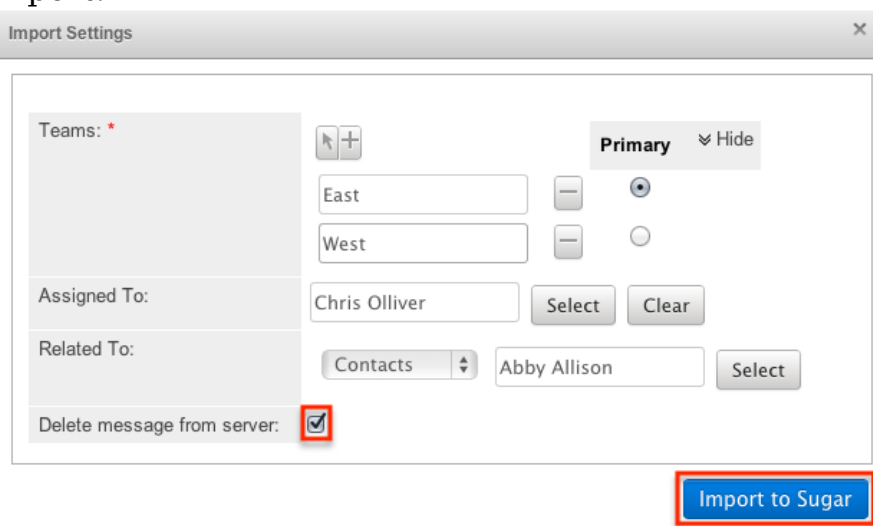 Import Settings
Teams: *
Primary
Hide
East
West
Assigned To:
Chris Olliver
Select
Clear
Related To:
Contacts
Abby Allison
Select
Delete message from server:
Import to Sugar